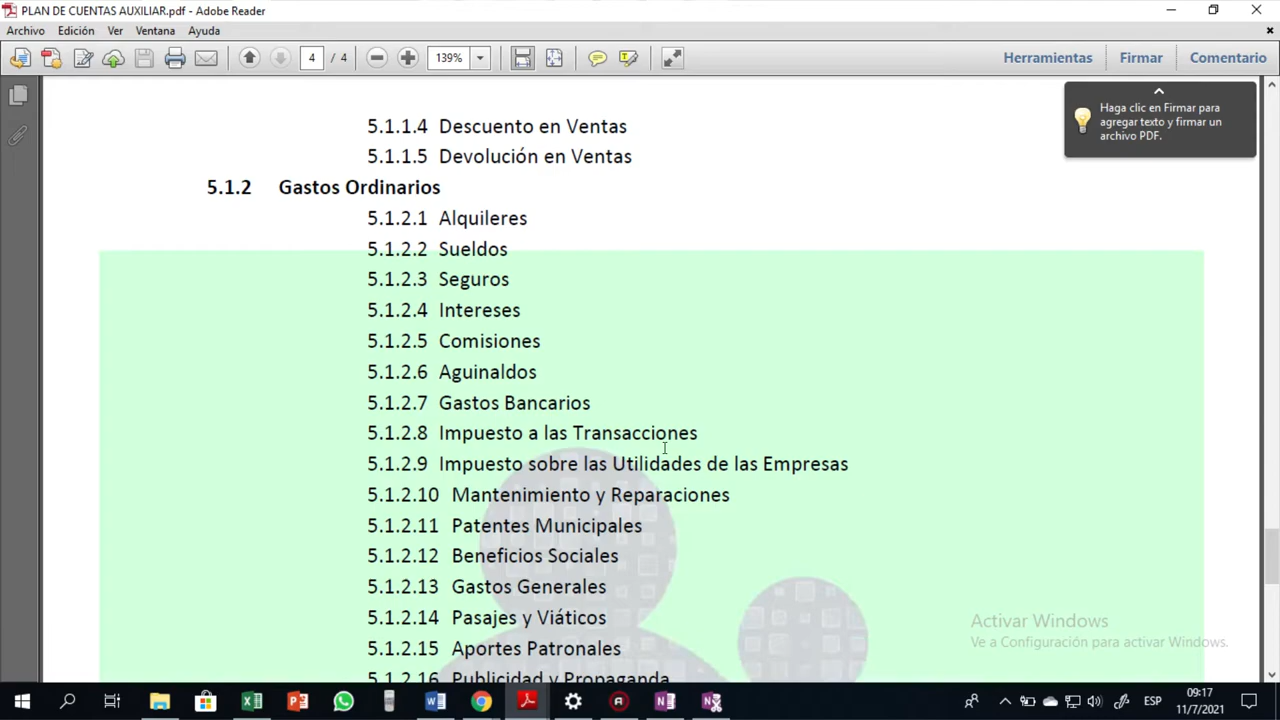 PLAN DE CUENTAS AUXILIAR.pdf - Adobe Reader
Archivo Edición Ver Ventana Ayuda
4 / 4 139% Herramientas Firmar Comentario
Haga clic en Firmar para
agregar texto y firmar un
archivo PDF.
5.1.1.4 Descuento en Ventas
5.1.1.5 Devolución en Ventas
5.1.2 Gastos Ordinarios
5.1.2.1 Alquileres
5.1.2.2 Sueldos
5.1.2.3 Seguros
5.1.2.4 Intereses
5.1.2.5 Comisiones
5.1.2.6 Aguinaldos
5.1.2.7 Gastos Bancarios
5.1.2.8 Impuesto a las Transacciones
5.1.2.9 Impuesto sobre las Utilidades de las Empresas
5.1.2.10 Mantenimiento y Reparaciones
5.1.2.11 Patentes Municipales
5.1.2.12 Beneficios Sociales
5.1.2.13 Gastos Generales
5.1.2.14 Pasajes y Viáticos
5.1.2.15 Aportes Patronales
5.1.2.16 Publicidad y Propaganda
Activar Windows
Ve a Configuración para activar Windows.
ESP
09:17
11/7/2021